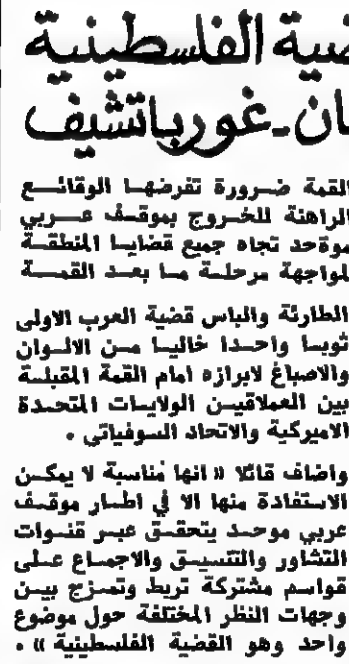 ضية الفلسطينية
ان ـ غورباتشيف
القمة ضرورة تفرضها الوقائع
الراهنة للخروج بموقف عربي
موحد تجاه جميع قضايا المنطقة
لمواجهة مرحلة ما بعد القمة
الطارئة والباس قضية العرب الاولى
ثوبا واحدا خاليا من الالوان
والاصباغ لابرازه امام القمة المقبلة
بين العملاقين الولايات المتحدة
الاميركية والاتحاد السوفياتي .
واضاف قائلا « انها مناسبة لا يمكن
الاستفادة منها الا في اطار موقف
عربي موحد يتحقق عبر قنوات
التشاور والتنسيق والاجماع على
قواسم مشتركة تربط وتمزج بين
وجهات النظر المختلفة حول موضوع
واحد وهو القضية الفلسطينية » .